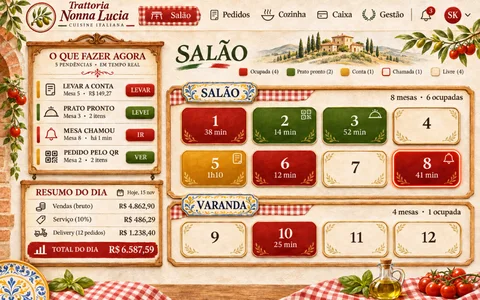 Trattoria
Nonna Lucia
CUISINE ITALIANA
Salão
Pedidos
Cozinha
Caixa
Gestão
3
SK
O QUE FAZER AGORA
5 PENDÊNCIAS • EM TEMPO REAL
LEVAR A CONTA
Mesa 5 • R$ 149,27
LEVAR
PRATO PRONTO
Mesa 3 • 2 itens
LEVEI
MESA CHAMOU
Mesa 8 • há 1 min
IR
PEDIDO PELO QR
Mesa 2 • 2 itens
VER
RESUMO DO DIA
Hoje, 15 nov
Vendas (bruto) R$ 4.862,90
Serviço (10%) R$ 486,29
Delivery (12 pedidos) R$ 1.238,40
TOTAL DO DIA R$ 6.587,59
SALÃO
Ocupada (4)
Prato pronto (2)
Conta (1)
Chamada (1)
Livre (4)
SALÃO
8 mesas • 6 ocupadas
1
38 min
2
14 min
3
52 min
4
5
1h10
6
12 min
7
8
41 min
VARANDA
4 mesas • 1 ocupada
9
10
25 min
11
12